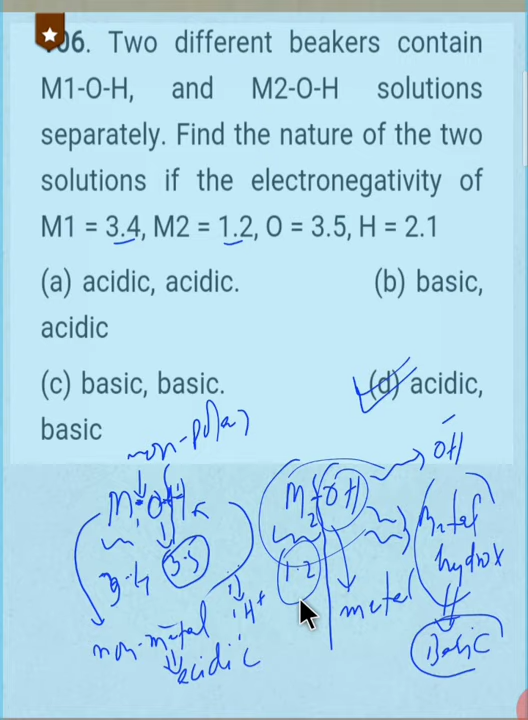 06. Two different beakers contain
M1-O-H, and M2-O-H solutions
separately. Find the nature of the two
solutions if the electronegativity of
M1 = 3.4, M2 = 1.2, O = 3.5, H = 2.1
(a) acidic, acidic. (b) basic,
acidic
(c) basic, basic. (d) acidic,
basic
non-polar
OH
M1 OH M2 OH Metal
3.4 3.5 1.2 hydrox
H+ metal
non-metal Basic
acidic